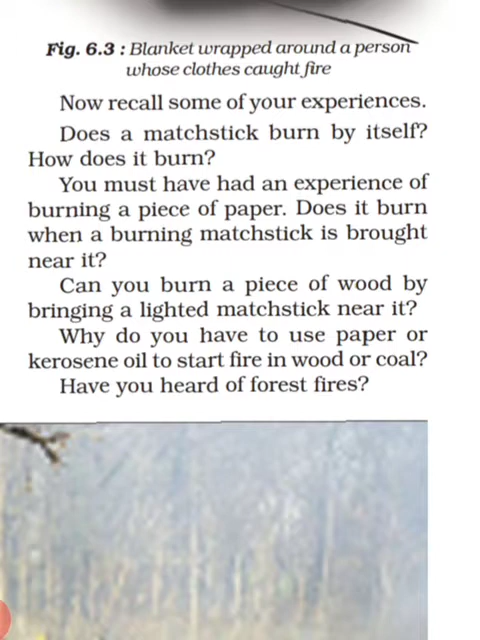 Fig. 6.3 : Blanket wrapped around a person
whose clothes caught fire
Now recall some of your experiences.
Does a matchstick burn by itself?
How does it burn?
You must have had an experience of
burning a piece of paper. Does it burn
when a burning matchstick is brought
near it?
Can you burn a piece of wood by
bringing a lighted matchstick near it?
Why do you have to use paper or
kerosene oil to start fire in wood or coal?
Have you heard of forest fires?